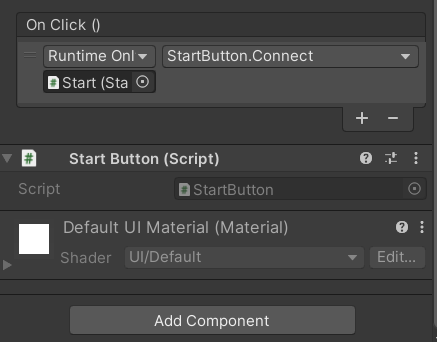 On Click ()
Runtime Onl StartButton.Connect
# Start (Sta
+ −
# Start Button (Script)
Script # StartButton
Default UI Material (Material)
Shader UI/Default Edit...
Add Component